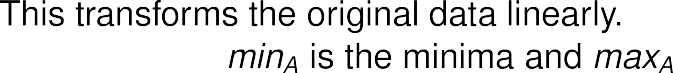 This transforms the original data linearly.
min_A is the minima and max_A